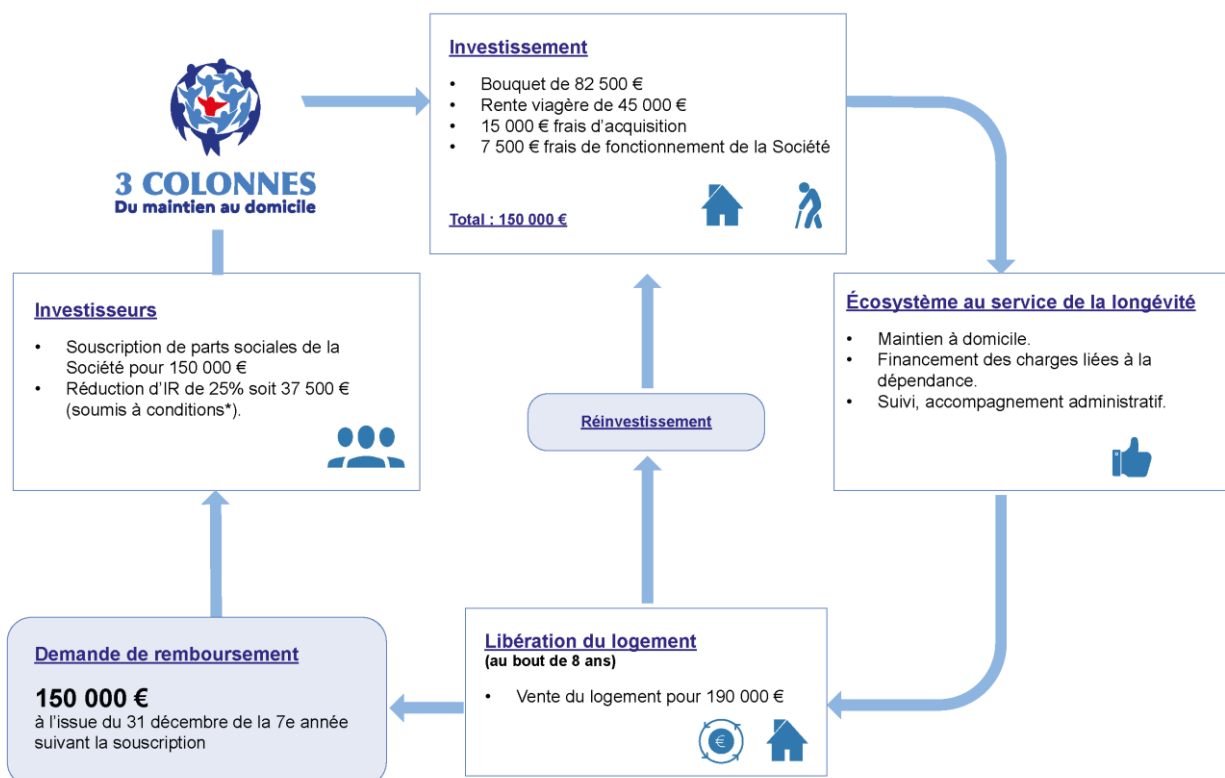 3 COLONNES
Du maintien au domicile
Investissement
• Bouquet de 82 500 €
• Rente viagère de 45 000 €
• 15 000 € frais d'acquisition
• 7 500 € frais de fonctionnement de la Société
Total : 150 000 €
Écosystème au service de la longévité
• Maintien à domicile.
• Financement des charges liées à la
dépendance.
• Suivi, accompagnement administratif.
Investisseurs
• Souscription de parts sociales de la
Société pour 150 000 €
• Réduction d'IR de 25% soit 37 500 €
(soumis à conditions*).
Réinvestissement
Libération du logement
(au bout de 8 ans)
• Vente du logement pour 190 000 €
€
Demande de remboursement
150 000 €
à l'issue du 31 décembre de la 7e année
suivant la souscription